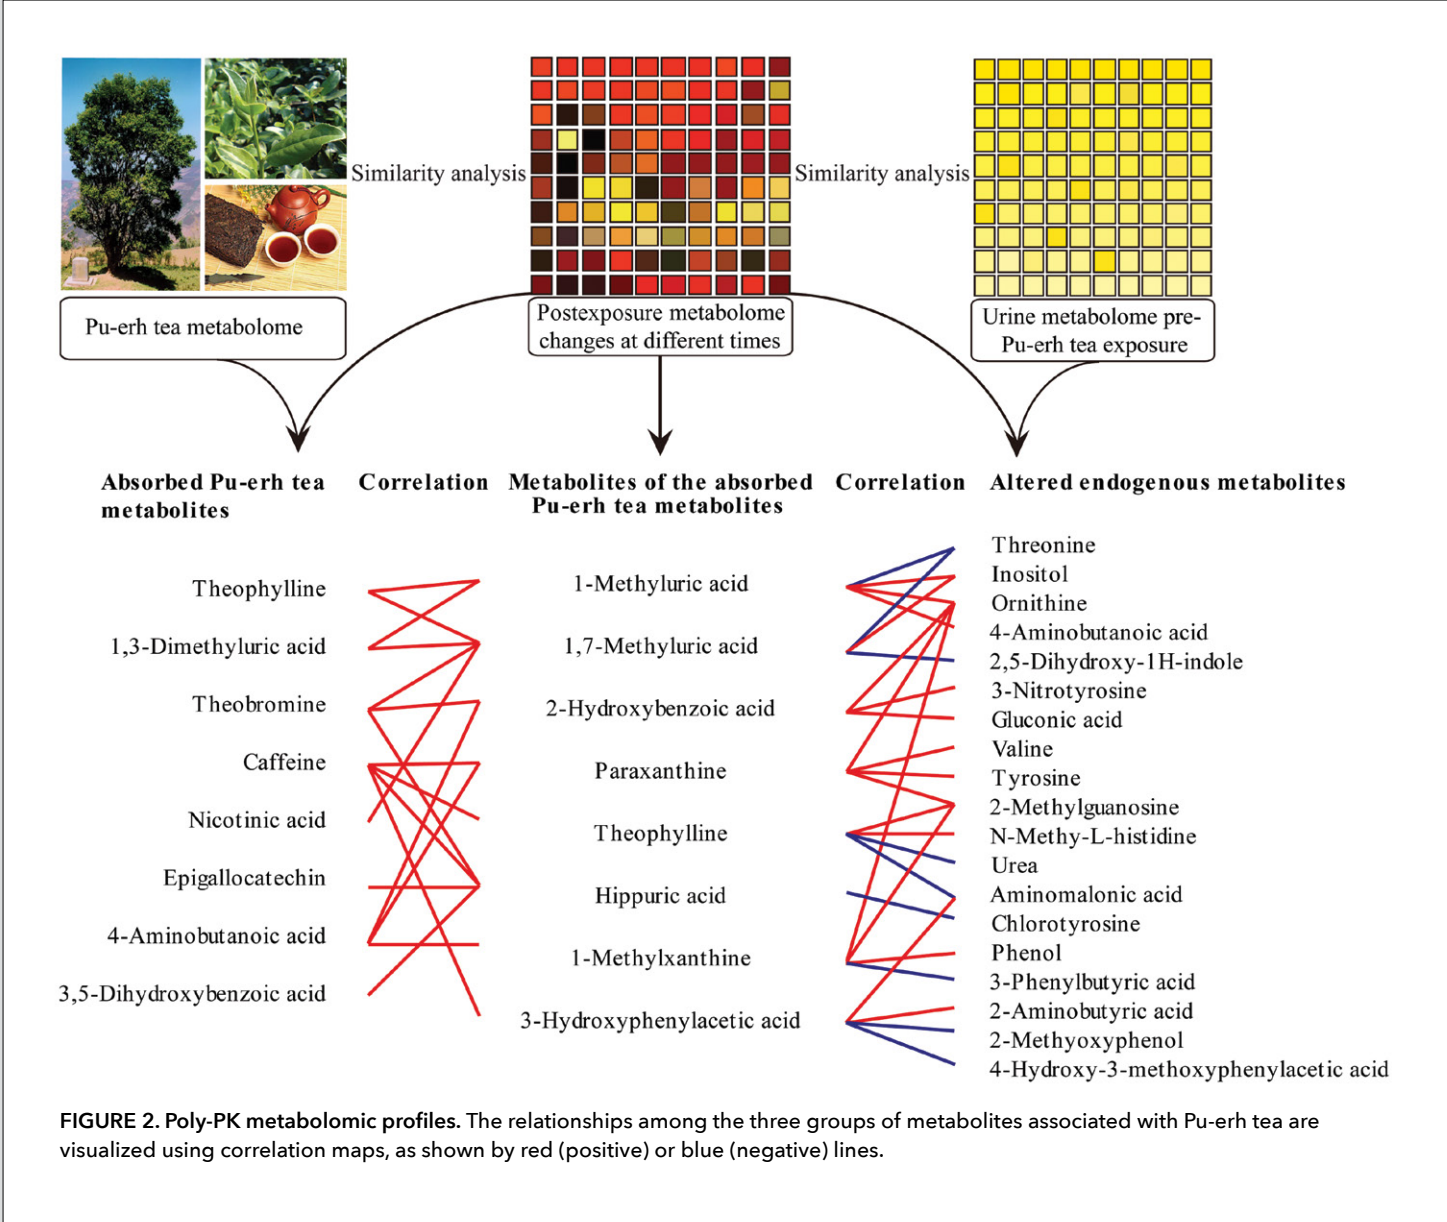 Similarity analysis
Similarity analysis
Pu-erh tea metabolome
Postexposure metabolome
changes at different times
Urine metabolome pre-
Pu-erh tea exposure
Absorbed Pu-erh tea
metabolites
Correlation
Metabolites of the absorbed
Pu-erh tea metabolites
Correlation
Altered endogenous metabolites
Theophylline
1,3-Dimethyluric acid
Theobromine
Caffeine
Nicotinic acid
Epigallocatechin
4-Aminobutanoic acid
3,5-Dihydroxybenzoic acid
1-Methyluric acid
1,7-Methyluric acid
2-Hydroxybenzoic acid
Paraxanthine
Theophylline
Hippuric acid
1-Methylxanthine
3-Hydroxyphenylacetic acid
Threonine
Inositol
Ornithine
4-Aminobutanoic acid
2,5-Dihydroxy-1H-indole
3-Nitrotyrosine
Gluconic acid
Valine
Tyrosine
2-Methylguanosine
N-Methy-L-histidine
Urea
Aminomalonic acid
Chlorotyrosine
Phenol
3-Phenylbutyric acid
2-Aminobutyric acid
2-Methyoxyphenol
4-Hydroxy-3-methoxyphenylacetic acid
FIGURE 2. Poly-PK metabolomic profiles. The relationships among the three groups of metabolites associated with Pu-erh tea are
visualized using correlation maps, as shown by red (positive) or blue (negative) lines.